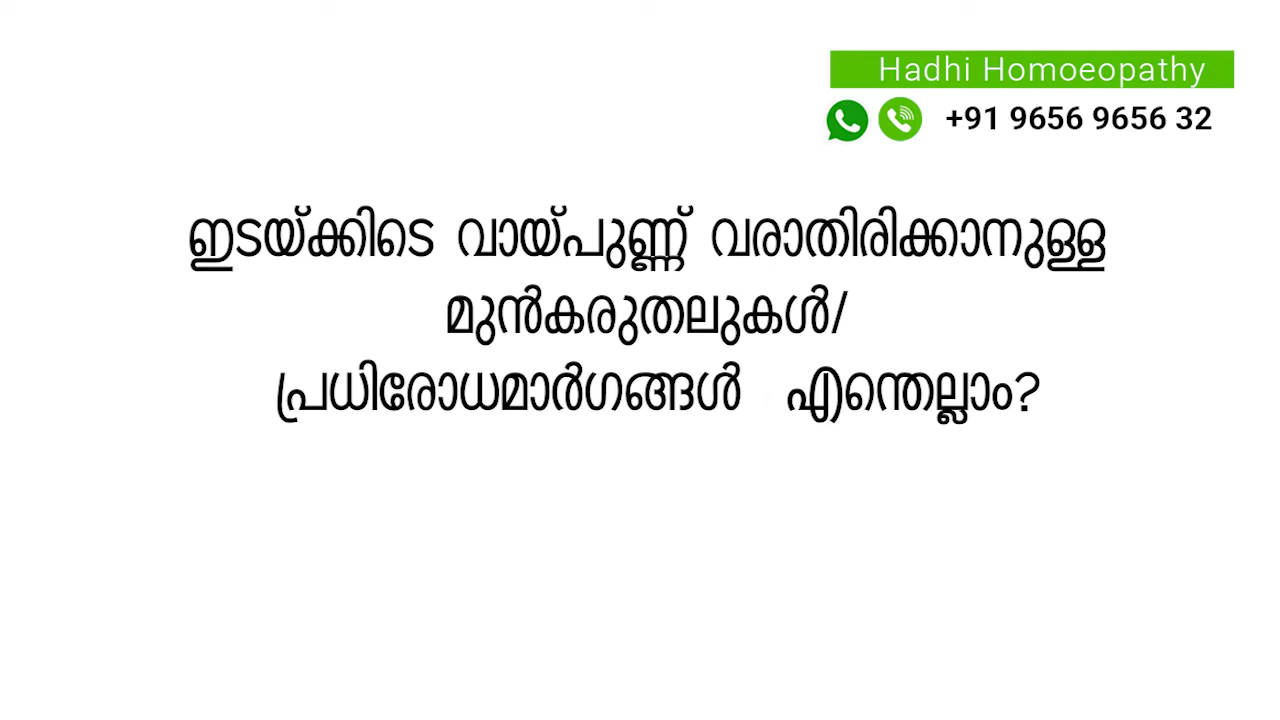 Hadhi Homoeopathy
+91 9656 9656 32
ഇടയ്ക്കിടെ വായ്പുണ്ണ് വരാതിരിക്കാനുള്ള
മുൻകരുതലുകൾ/
പ്രധിരോധമാർഗങ്ങൾ എന്തെല്ലാം?